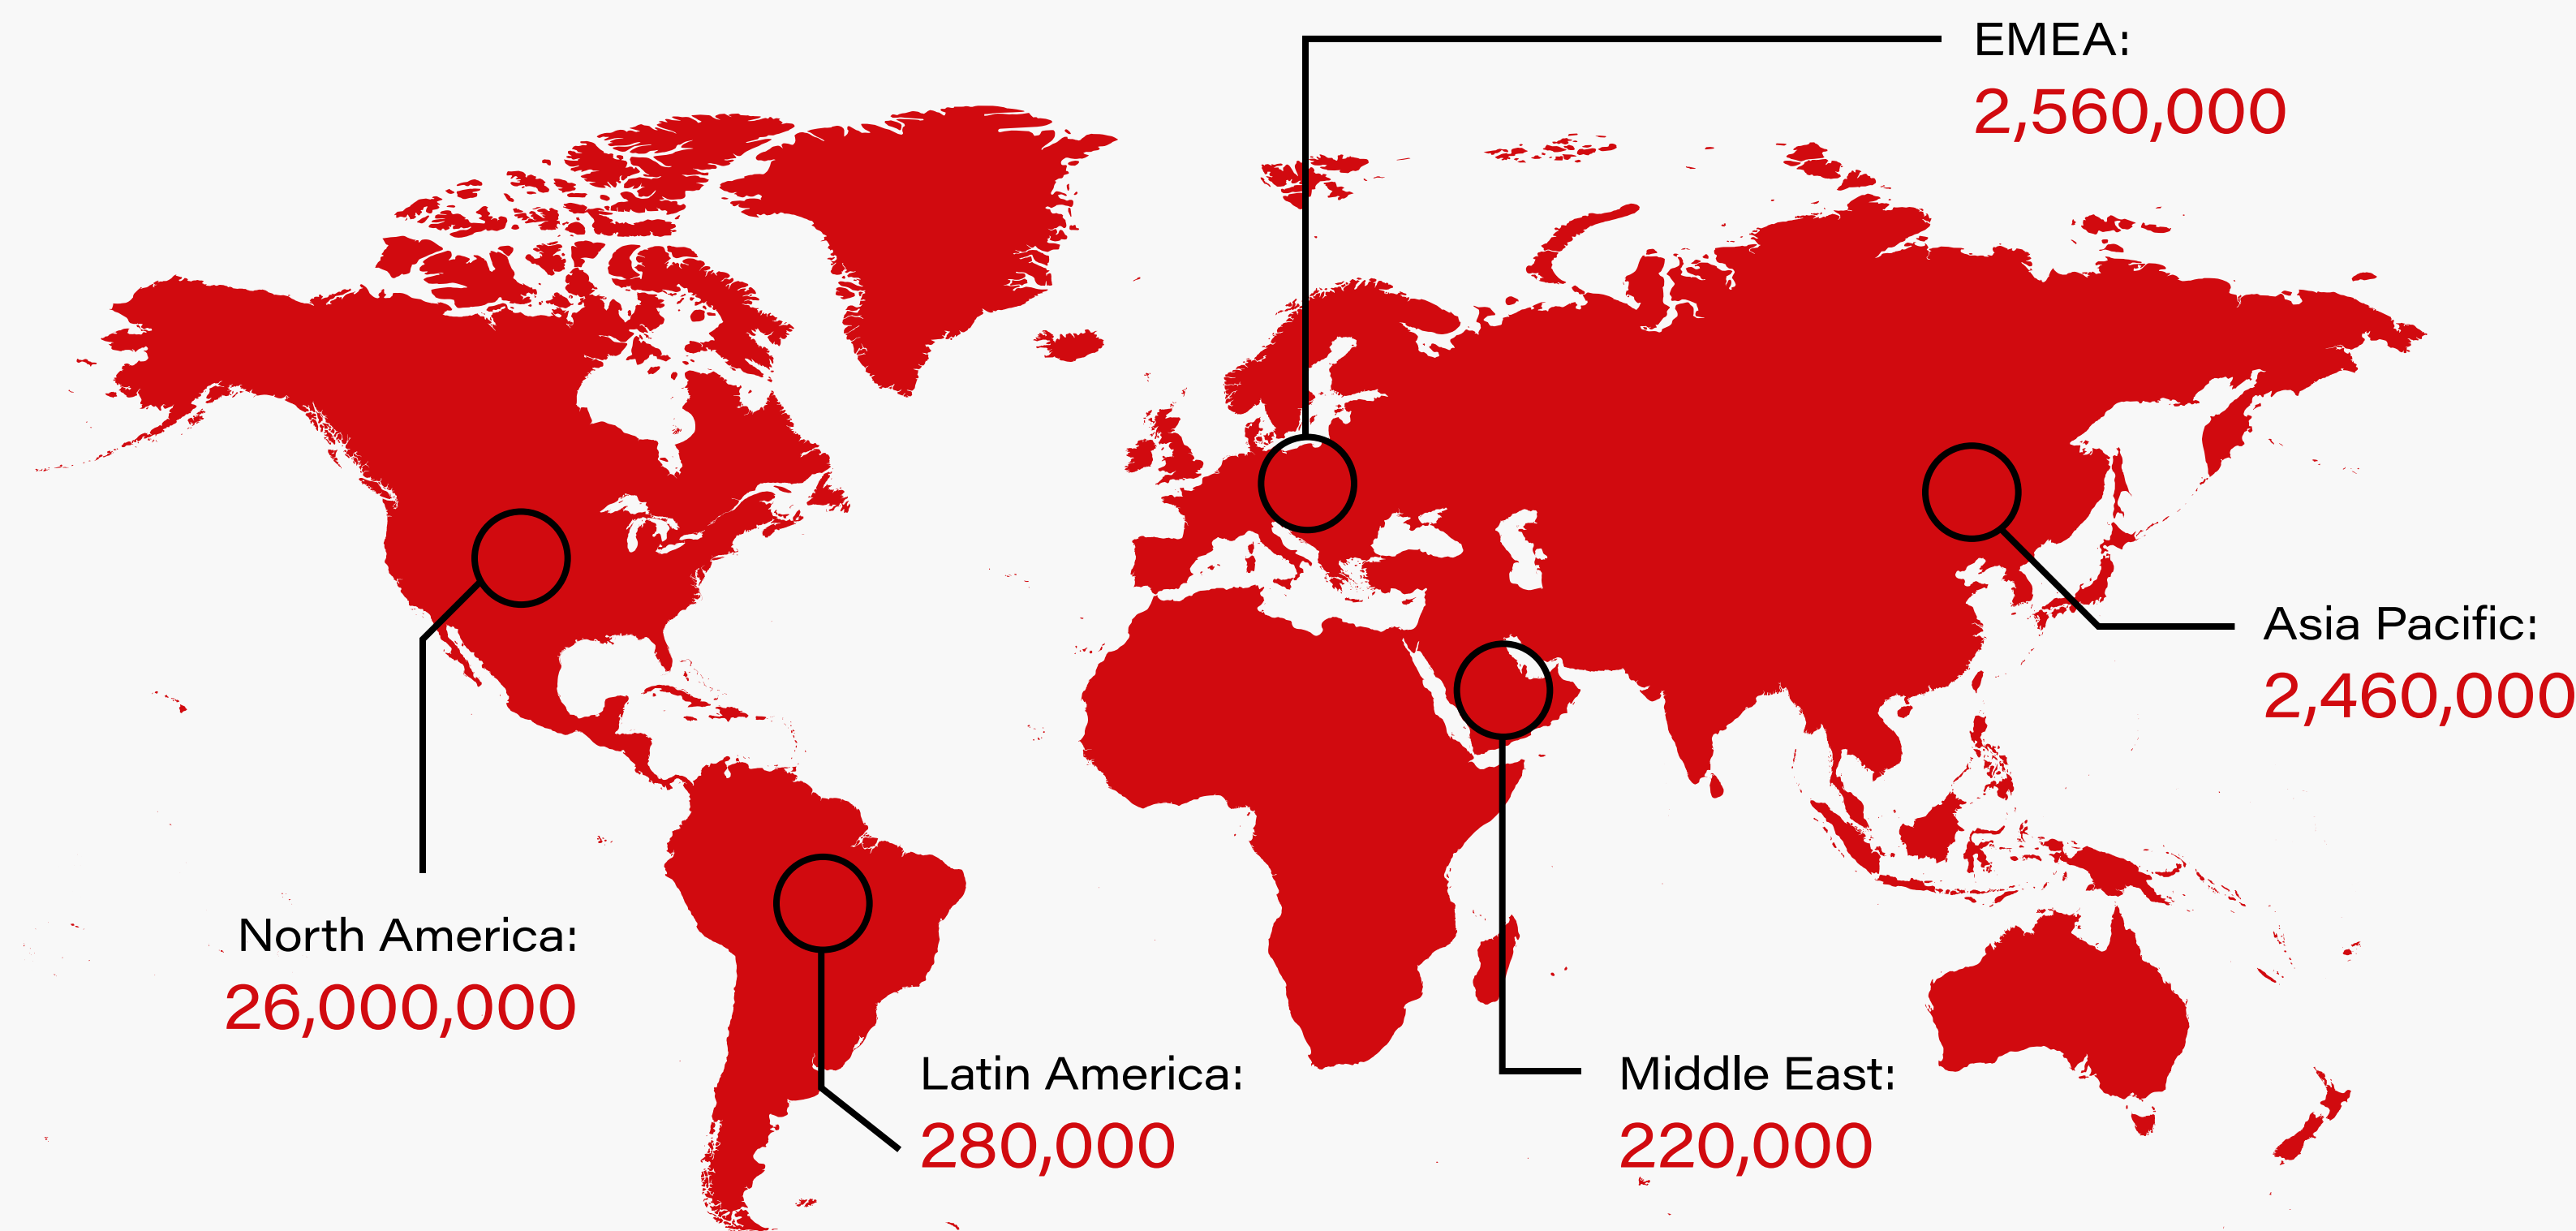 EMEA:
2,560,000
Asia Pacific:
2,460,000
North America:
26,000,000
Latin America:
280,000
Middle East:
220,000